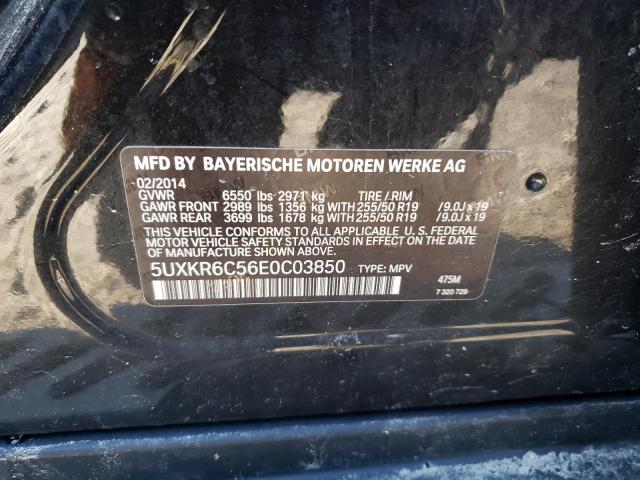 MFD BY BAYERISCHE MOTOREN WERKE AG
02/2014
GVWR 6550 lbs 2971 kg TIRE / RIM
GAWR FRONT 2989 lbs 1356 kg WITH 255/50 R19 /9.0J x 19
GAWR REAR 3699 lbs 1678 kg WITH 255/50 R19 /9.0J x 19
THIS VEHICLE CONFORMS TO ALL APPLICABLE U.S. FEDERAL
MOTOR VEHICLE SAFETY STANDARDS IN EFFECT ON THE DATE OF
MANUFACTURE SHOWN ABOVE.
5UXKR6C56E0C03850 TYPE: MPV 475M
7 320 729